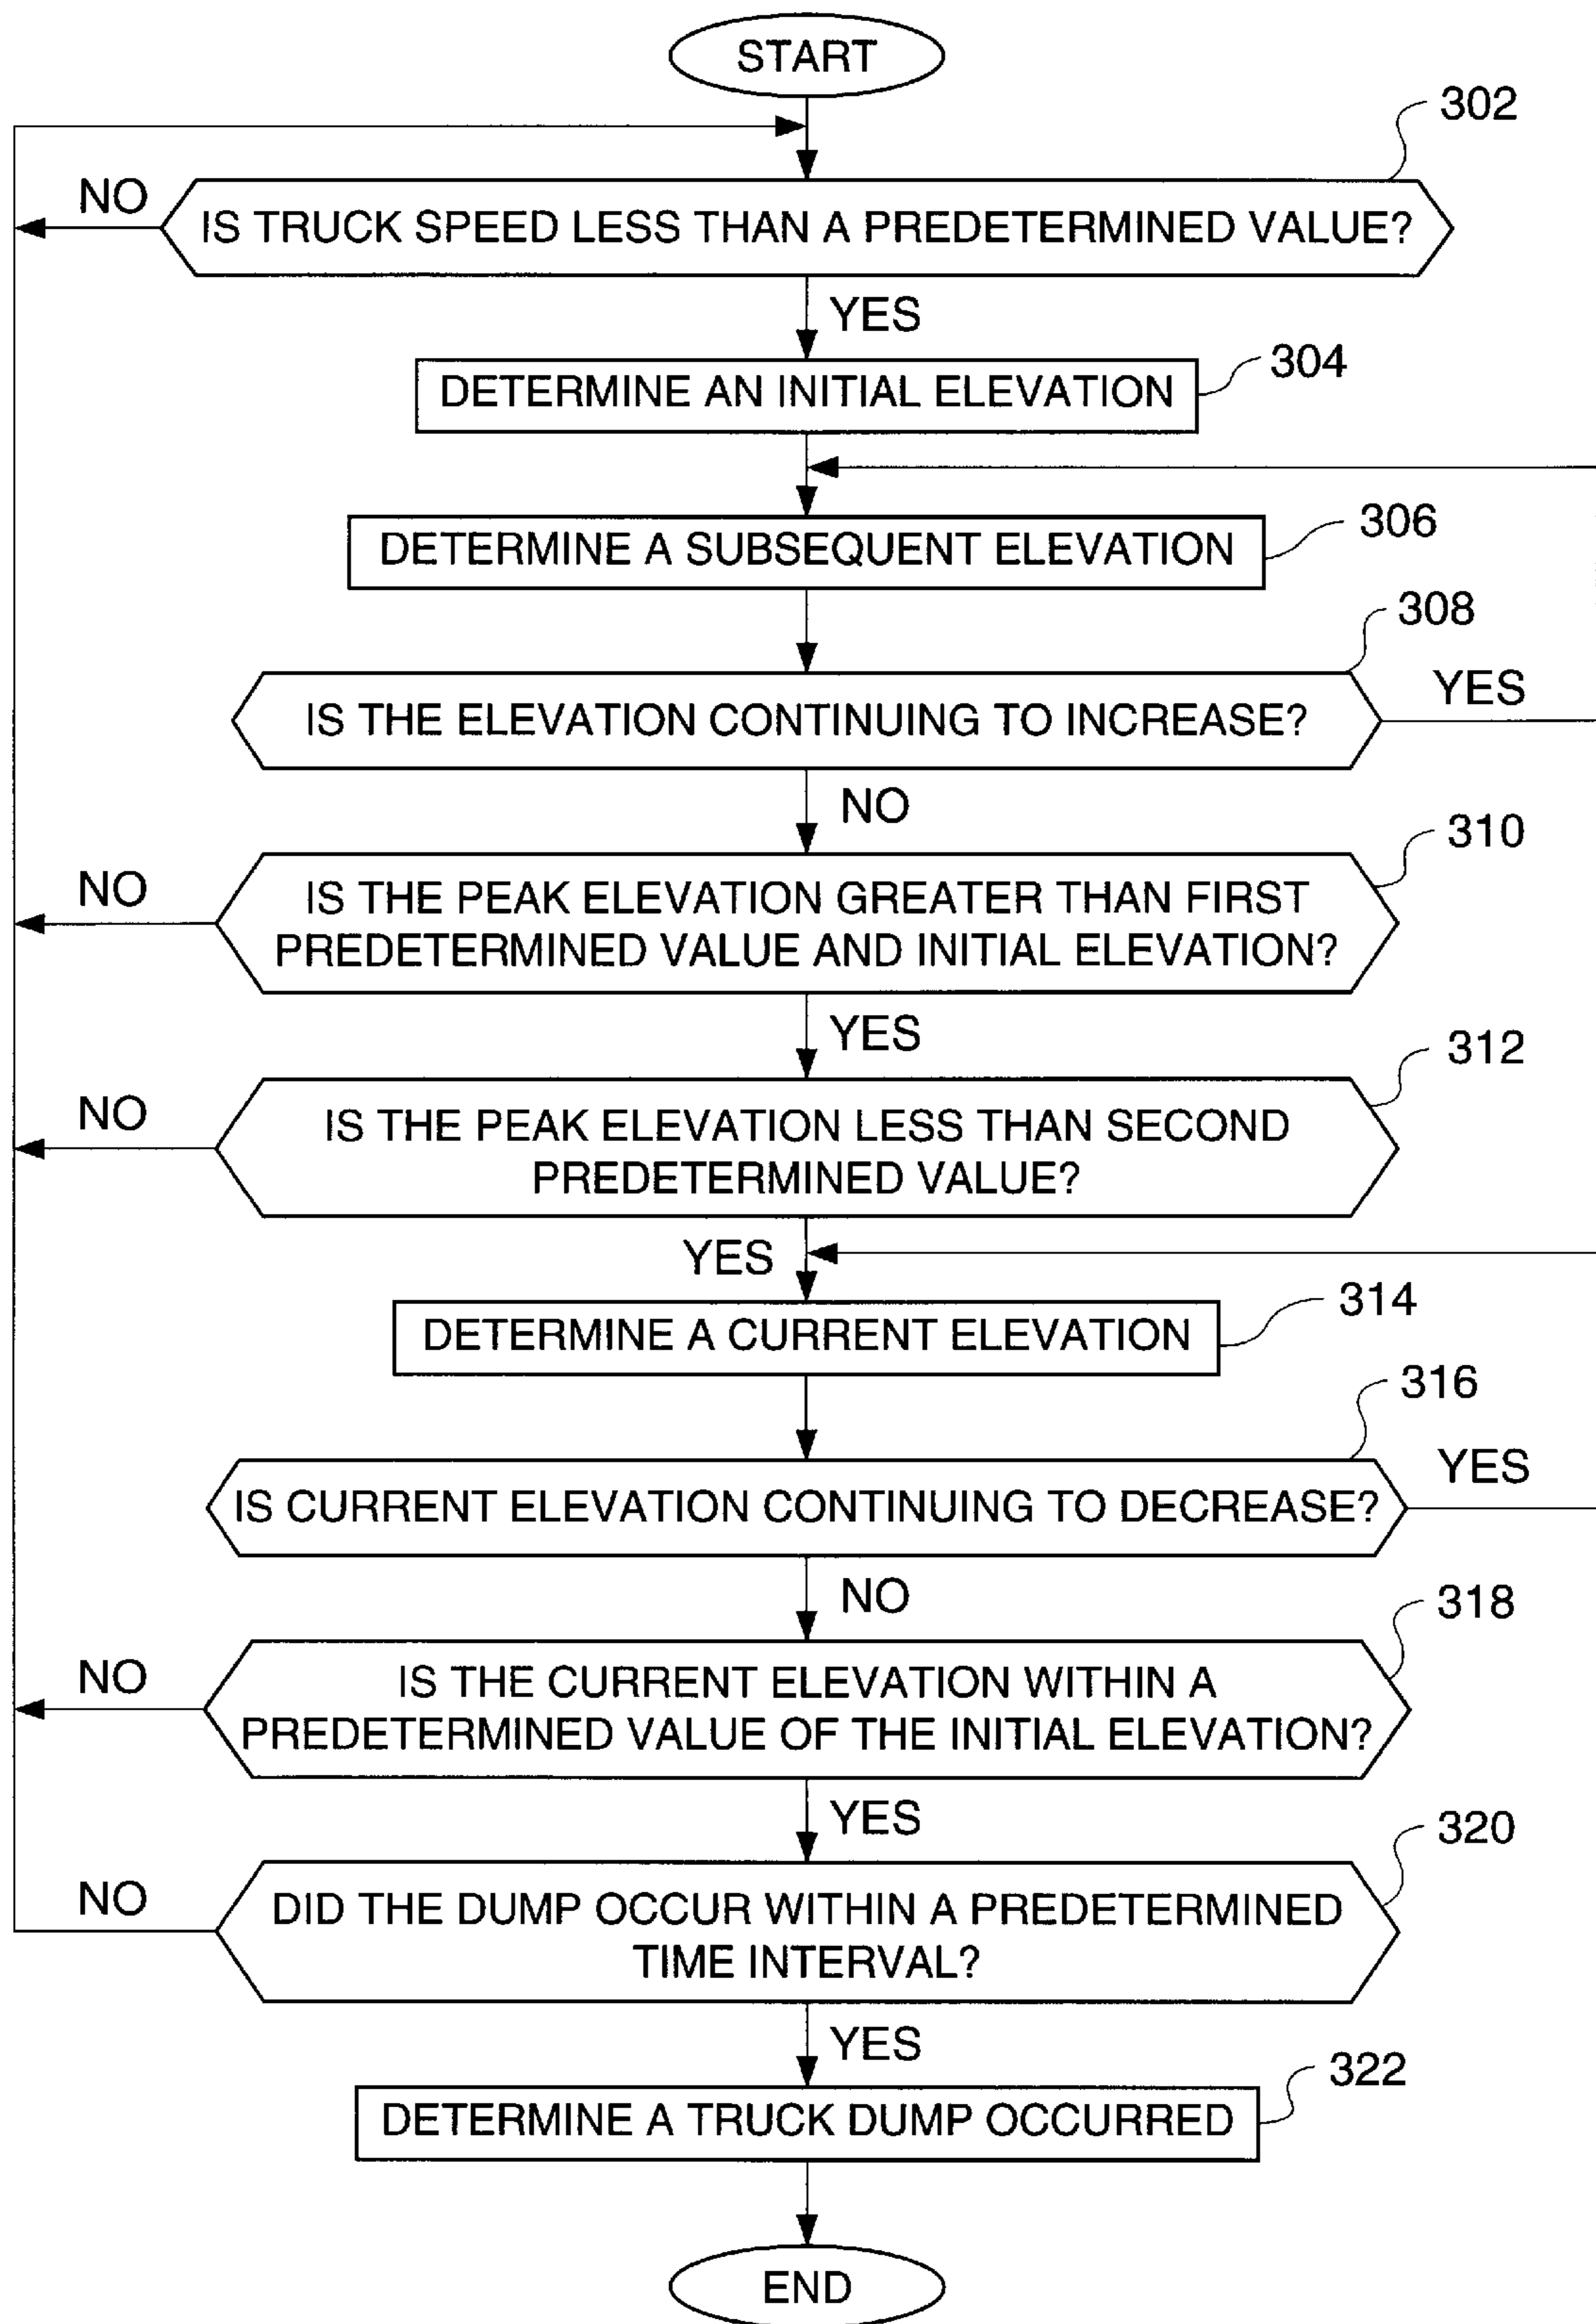 START
302
NO
IS TRUCK SPEED LESS THAN A PREDETERMINED VALUE?
YES
304
DETERMINE AN INITIAL ELEVATION
306
DETERMINE A SUBSEQUENT ELEVATION
308
YES
IS THE ELEVATION CONTINUING TO INCREASE?
NO
310
NO
IS THE PEAK ELEVATION GREATER THAN FIRST
PREDETERMINED VALUE AND INITIAL ELEVATION?
YES
312
NO
IS THE PEAK ELEVATION LESS THAN SECOND
PREDETERMINED VALUE?
YES
314
DETERMINE A CURRENT ELEVATION
316
YES
IS CURRENT ELEVATION CONTINUING TO DECREASE?
NO
318
NO
IS THE CURRENT ELEVATION WITHIN A
PREDETERMINED VALUE OF THE INITIAL ELEVATION?
YES
320
NO
DID THE DUMP OCCUR WITHIN A PREDETERMINED
TIME INTERVAL?
YES
322
DETERMINE A TRUCK DUMP OCCURRED
END